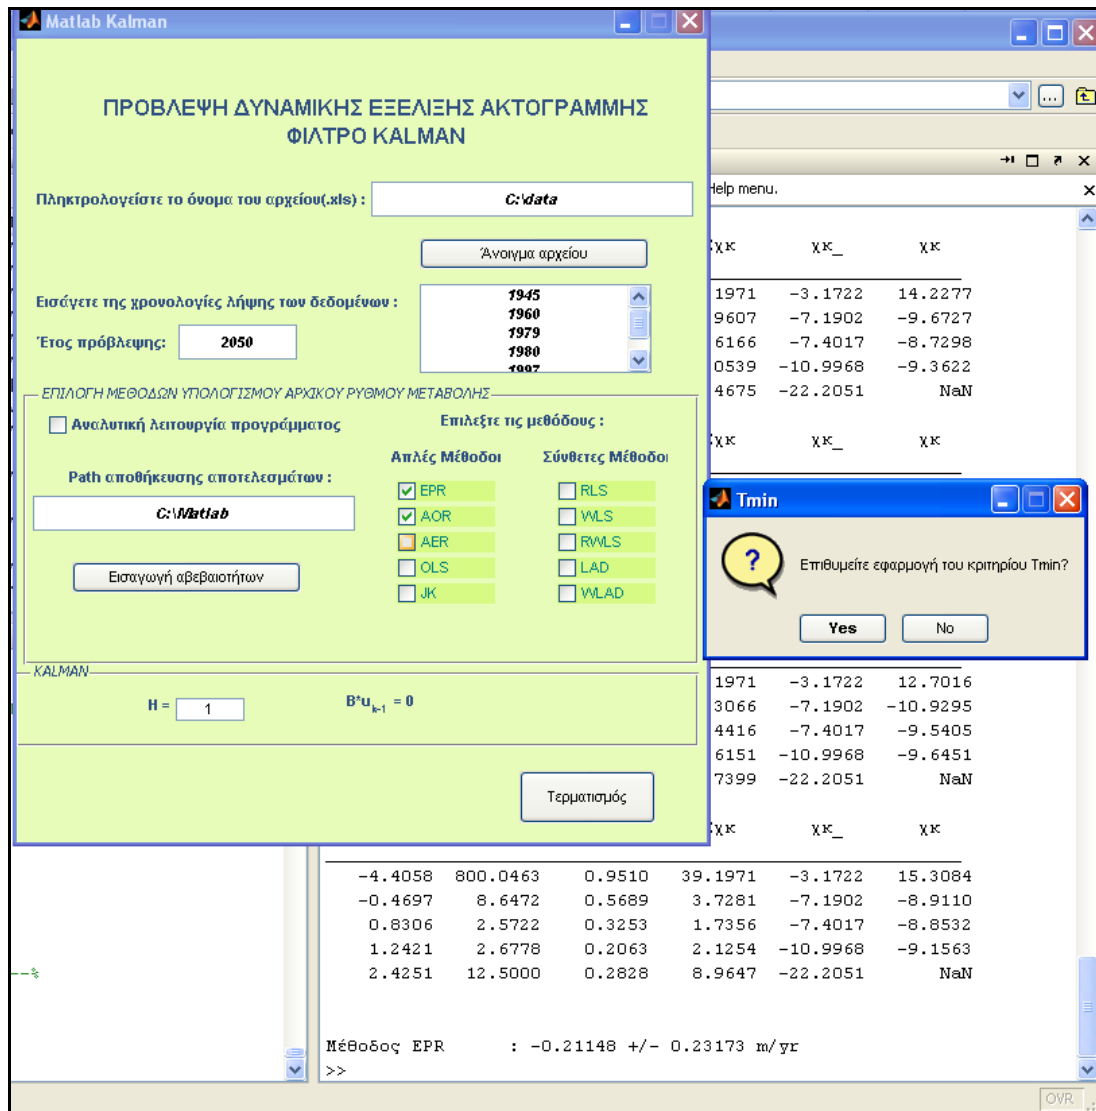 Matlab Kalman
ΠΡΟΒΛΕΨΗ ΔΥΝΑΜΙΚΗΣ ΕΞΕΛΙΞΗΣ ΑΚΤΟΓΡΑΜΜΗΣ
ΦΙΛΤΡΟ KALMAN
Πληκτρολογείστε το όνομα του αρχείου(.xls) :
C:\data
Άνοιγμα αρχείου
Εισάγετε της χρονολογίες λήψης των δεδομένων :
1945
1960
1979
1980
1997
Έτος πρόβλεψης:
2050
ΕΠΙΛΟΓΗ ΜΕΘΟΔΩΝ ΥΠΟΛΟΓΙΣΜΟΥ ΑΡΧΙΚΟΥ ΡΥΘΜΟΥ ΜΕΤΑΒΟΛΗΣ
Αναλυτική λειτουργία προγράμματος
Επιλεξτε τις μεθόδους :
Path αποθήκευσης αποτελεσμάτων :
C:\Matlab
Εισαγωγή αβεβαιοτήτων
Απλές Μέθοδοι
Σύνθετες Μέθοδοι
EPR
RLS
AOR
WLS
AER
RWLS
OLS
LAD
JK
WLAD
KALMAN
H =
1
B*u k-1 = 0
Τερματισμός
Help menu.
χκ χκ_ χκ
1971 -3.1722 14.2277
9607 -7.1902 -9.6727
6166 -7.4017 -8.7298
0539 -10.9968 -9.3622
4675 -22.2051 NaN
χκ χκ_ χκ
Tmin
?
Επιθυμείτε εφαρμογή του κριτηρίου Tmin?
Yes
No
1971 -3.1722 12.7016
3066 -7.1902 -10.9295
4416 -7.4017 -9.5405
6151 -10.9968 -9.6451
7399 -22.2051 NaN
χκ χκ_ χκ
-4.4058 800.0463 0.9510 39.1971 -3.1722 15.3084
-0.4697 8.6472 0.5689 3.7281 -7.1902 -8.9110
0.8306 2.5722 0.3253 1.7356 -7.4017 -8.8532
1.2421 2.6778 0.2063 2.1254 -10.9968 -9.1563
2.4251 12.5000 0.2828 8.9647 -22.2051 NaN
--%
Μέθοδος EPR : -0.21148 +/- 0.23173 m/yr
>>
OVR